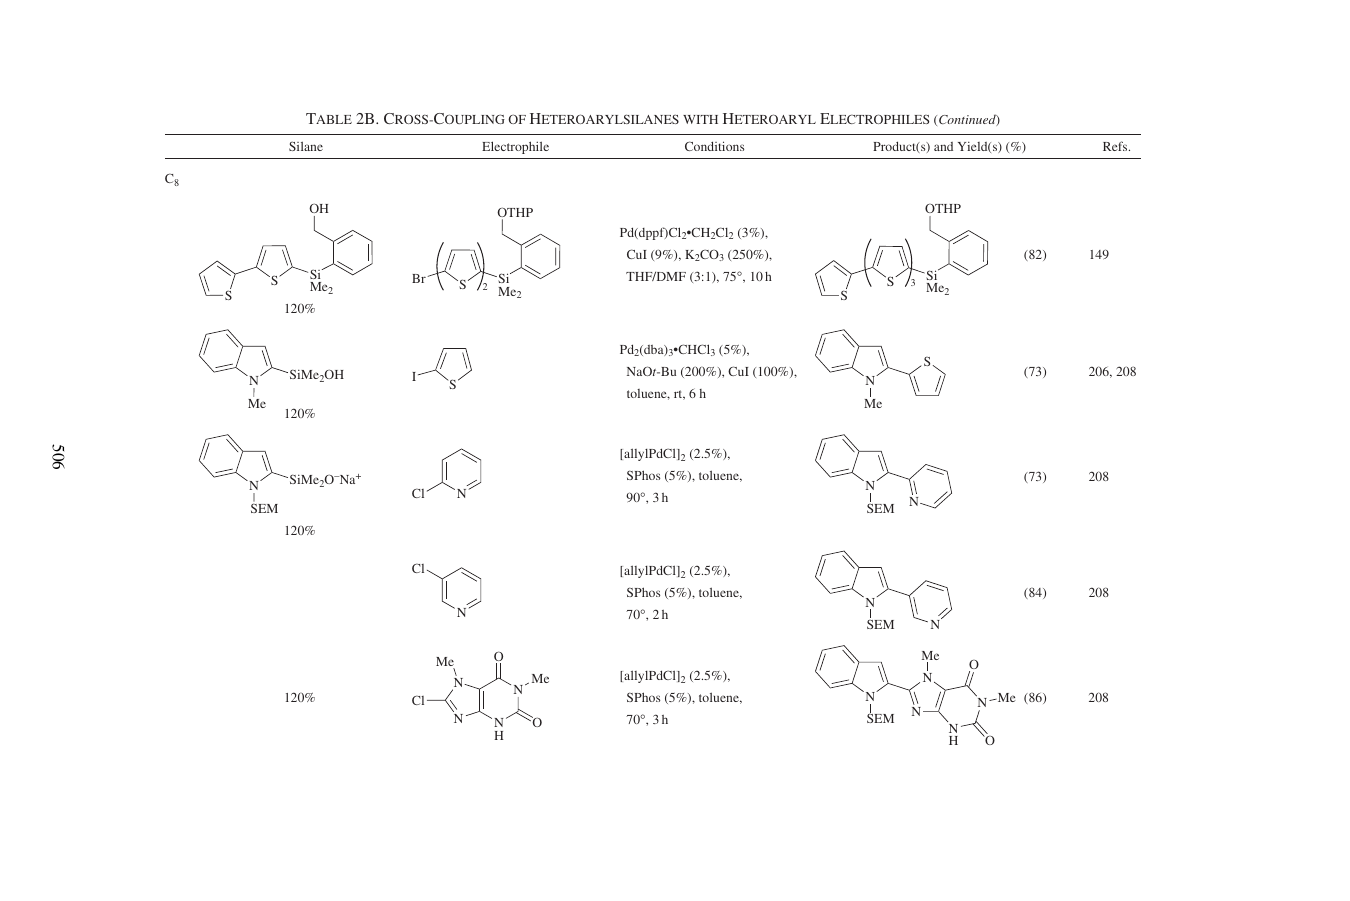 TABLE 2B. CROSS-COUPLING OF HETEROARYLSILANES WITH HETEROARYL ELECTROPHILES (Continued)
Silane Electrophile Conditions Product(s) and Yield(s) (%) Refs.
C8
OH
S
S
Si
Me2
120%
OTHP
Br
S
2
Si
Me2
Pd(dppf)Cl2•CH2Cl2 (3%),
CuI (9%), K2CO3 (250%),
THF/DMF (3:1), 75°, 10 h
OTHP
S
S
3
Si
Me2
(82)
149
N
Me
SiMe2OH
120%
I
S
Pd2(dba)3•CHCl3 (5%),
NaOt-Bu (200%), CuI (100%),
toluene, rt, 6 h
N
Me
S
(73)
206, 208
N
SEM
SiMe2O–Na+
120%
Cl
N
[allylPdCl]2 (2.5%),
SPhos (5%), toluene,
90°, 3 h
N
SEM
N
(73)
208
Cl
N
[allylPdCl]2 (2.5%),
SPhos (5%), toluene,
70°, 2 h
N
SEM
N
(84)
208
120%
Me
O
N
N
Me
Cl
N
N
H
O
[allylPdCl]2 (2.5%),
SPhos (5%), toluene,
70°, 3 h
N
SEM
Me
N
O
N
Me
N
N
H
O
(86)
208
506